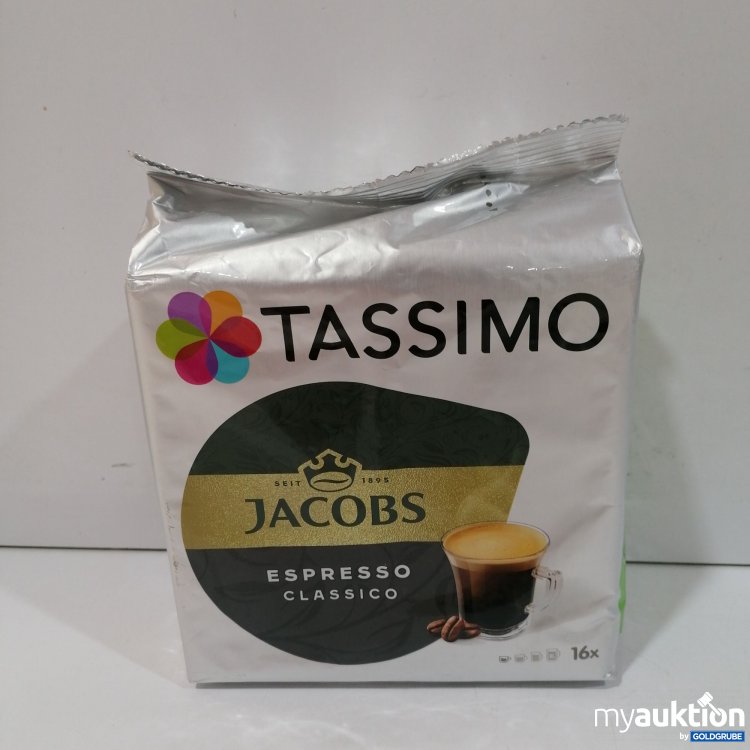 TASSIMO
SEIT 1895
JACOBS
ESPRESSO
CLASSICO
16x
myauktion
by GOLDGRUBE